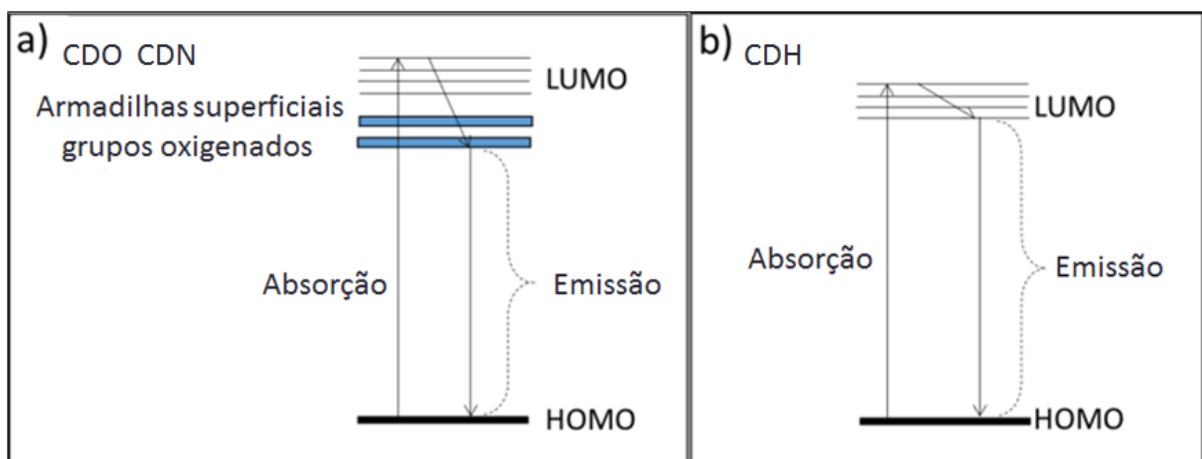 a)
CDO CDN
LUMO
Armadilhas superficiais
grupos oxigenados
Absorção
Emissão
HOMO
b)
CDH
LUMO
Absorção
Emissão
HOMO